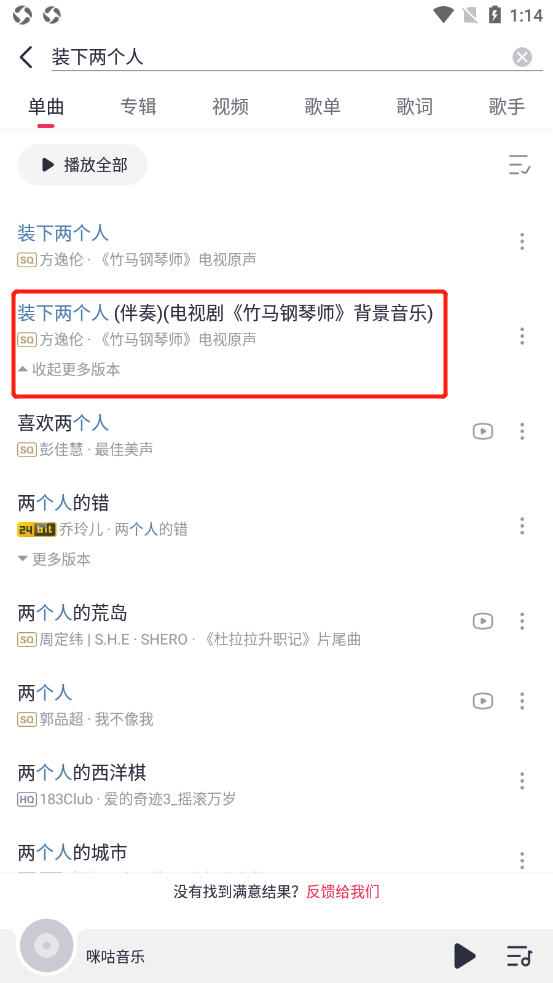 1:14
装下两个人
单曲 专辑 视频 歌单 歌词 歌手
播放全部
装下两个人
SQ 方逸伦 · 《竹马钢琴师》电视原声
装下两个人 (伴奏)(电视剧《竹马钢琴师》背景音乐)
SQ 方逸伦 · 《竹马钢琴师》电视原声
收起更多版本
喜欢两个人
SQ 彭佳慧 · 最佳美声
两个人的错
24bit 乔玲儿 · 两个人的错
更多版本
两个人的荒岛
SQ 周定纬 | S.H.E · SHERO · 《杜拉拉升职记》片尾曲
两个人
SQ 郭品超 · 我不像我
两个人的西洋棋
HQ 183Club · 爱的奇迹3_摇滚万岁
两个人的城市
没有找到满意结果？反馈给我们
咪咕音乐